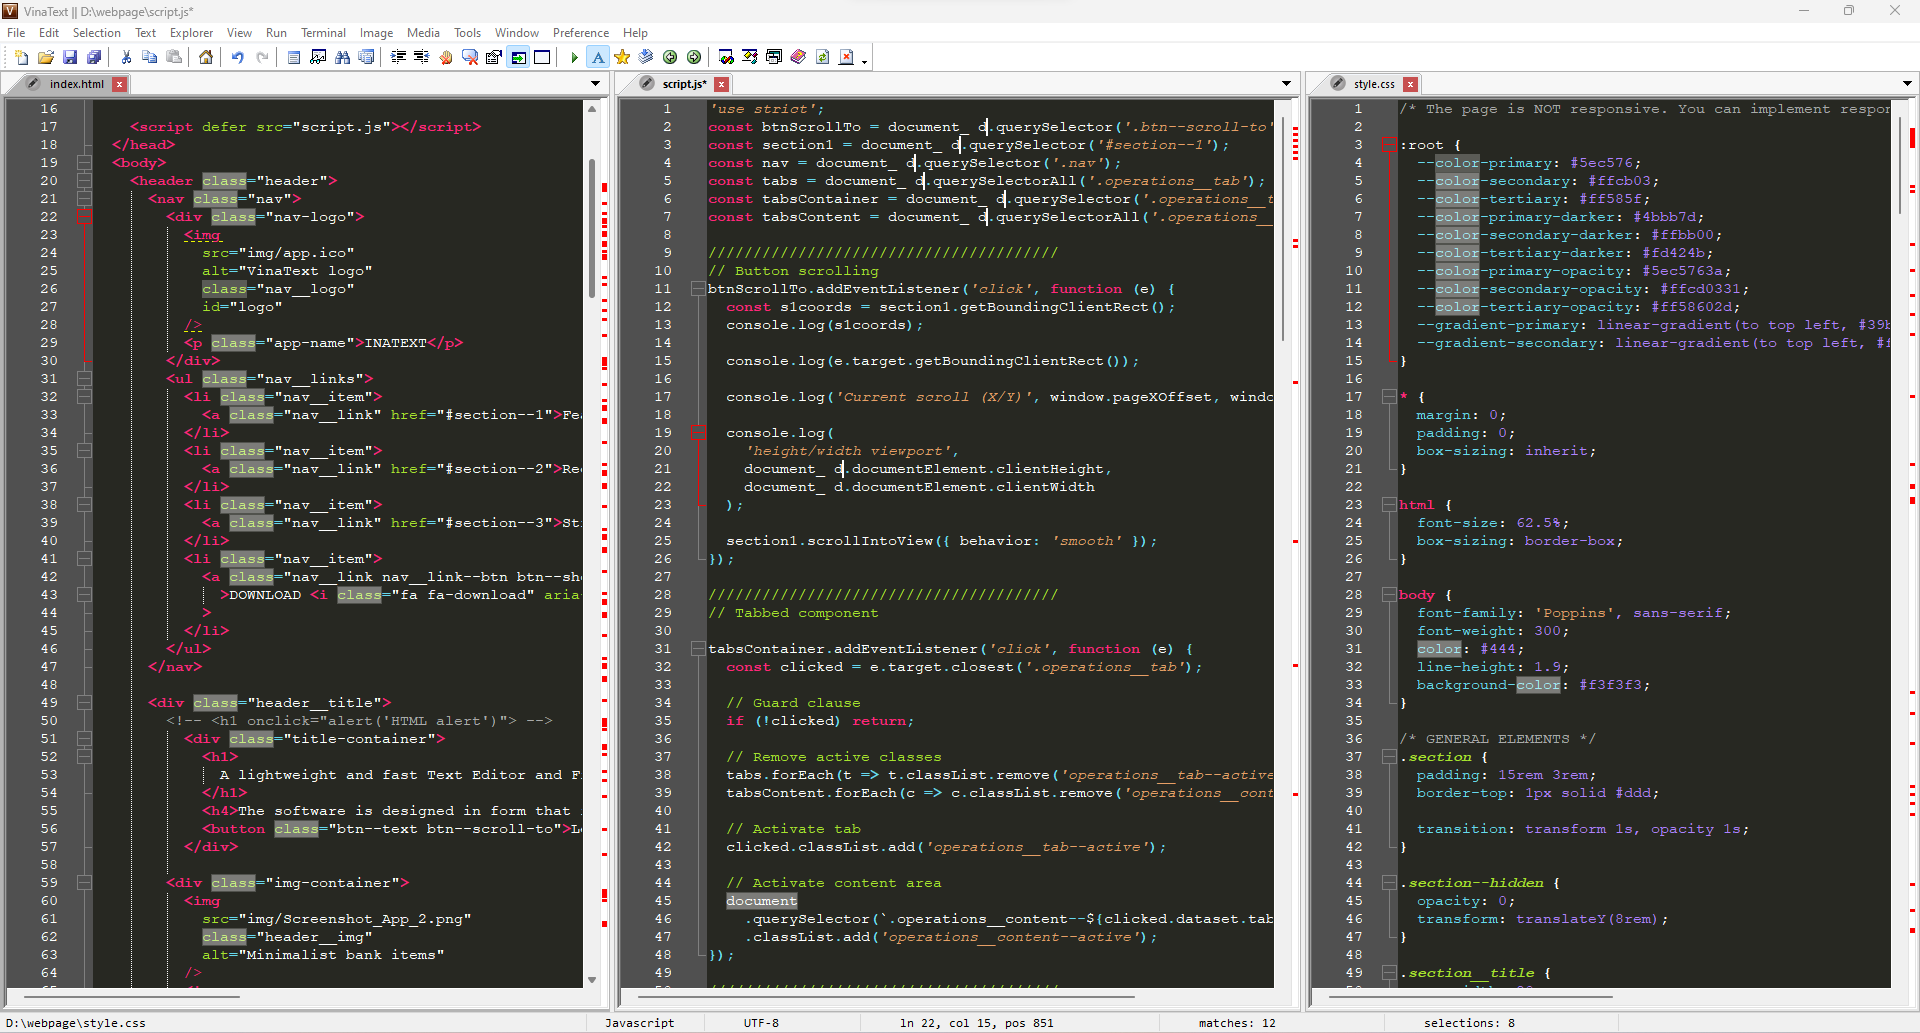 VinaText || D:\webpage\script.js*
File Edit Selection Text Explorer View Run Terminal Image Media Tools Window Preference Help
index.html
16
17 <script defer src="script.js"></script>
18 </head>
19 <body>
20 <header class="header">
21 <nav class="nav">
22 <div class="nav-logo">
23 <img
24 src="img/app.ico"
25 alt="VinaText logo"
26 class="nav__logo"
27 id="logo"
28 />
29 <p class="app-name">INATEXT</p>
30 </div>
31 <ul class="nav__links">
32 <li class="nav__item">
33 <a class="nav__link" href="#section--1">Fe
34 </li>
35 <li class="nav__item">
36 <a class="nav__link" href="#section--2">Re
37 </li>
38 <li class="nav__item">
39 <a class="nav__link" href="#section--3">St
40 </li>
41 <li class="nav__item">
42 <a class="nav__link nav__link--btn btn--sh
43 >DOWNLOAD <i class="fa fa-download" aria
44 >
45 </li>
46 </ul>
47 </nav>
48
49 <div class="header__title">
50 <!-- <h1 onclick="alert('HTML alert')"> -->
51 <div class="title-container">
52 <h1>
53 A lightweight and fast Text Editor and F
54 </h1>
55 <h4>The software is designed in form that
56 <button class="btn--text btn--scroll-to">L
57 </div>
58
59 <div class="img-container">
60 <img
61 src="img/Screenshot_App_2.png"
62 class="header__img"
63 alt="Minimalist bank items"
64 />
script.js*
1 'use strict';
2 const btnScrollTo = document_ d.querySelector('.btn--scroll-to'
3 const section1 = document_ d.querySelector('#section--1');
4 const nav = document_ d.querySelector('.nav');
5 const tabs = document_ d.querySelectorAll('.operations__tab');
6 const tabsContainer = document_ d.querySelector('.operations__t
7 const tabsContent = document_ d.querySelectorAll('.operations__
8
9 ///////////////////////////////////////
10 // Button scrolling
11 btnScrollTo.addEventListener('click', function (e) {
12 const s1coords = section1.getBoundingClientRect();
13 console.log(s1coords);
14
15 console.log(e.target.getBoundingClientRect());
16
17 console.log('Current scroll (X/Y)', window.pageXOffset, windo
18
19 console.log(
20 'height/width viewport',
21 document_ d.documentElement.clientHeight,
22 document_ d.documentElement.clientWidth
23 );
24
25 section1.scrollIntoView({ behavior: 'smooth' });
26 });
27
28 ///////////////////////////////////////
29 // Tabbed component
30
31 tabsContainer.addEventListener('click', function (e) {
32 const clicked = e.target.closest('.operations__tab');
33
34 // Guard clause
35 if (!clicked) return;
36
37 // Remove active classes
38 tabs.forEach(t => t.classList.remove('operations__tab--active
39 tabsContent.forEach(c => c.classList.remove('operations__cont
40
41 // Activate tab
42 clicked.classList.add('operations__tab--active');
43
44 // Activate content area
45 document
46 .querySelector(`.operations__content--${clicked.dataset.tab
47 .classList.add('operations__content--active');
48 });
49
style.css
1 /* The page is NOT responsive. You can implement respor
2
3 :root {
4 --color-primary: #5ec576;
5 --color-secondary: #ffcb03;
6 --color-tertiary: #ff585f;
7 --color-primary-darker: #4bbb7d;
8 --color-secondary-darker: #ffbb00;
9 --color-tertiary-darker: #fd424b;
10 --color-primary-opacity: #5ec5763a;
11 --color-secondary-opacity: #ffcd0331;
12 --color-tertiary-opacity: #ff58602d;
13 --gradient-primary: linear-gradient(to top left, #39b
14 --gradient-secondary: linear-gradient(to top left, #f
15 }
16
17 * {
18 margin: 0;
19 padding: 0;
20 box-sizing: inherit;
21 }
22
23 html {
24 font-size: 62.5%;
25 box-sizing: border-box;
26 }
27
28 body {
29 font-family: 'Poppins', sans-serif;
30 font-weight: 300;
31 color: #444;
32 line-height: 1.9;
33 background-color: #f3f3f3;
34 }
35
36 /* GENERAL ELEMENTS */
37 .section {
38 padding: 15rem 3rem;
39 border-top: 1px solid #ddd;
40
41 transition: transform 1s, opacity 1s;
42 }
43
44 .section--hidden {
45 opacity: 0;
46 transform: translateY(8rem);
47 }
48
49 .section__title {
D:\webpage\style.css Javascript UTF-8 ln 22, col 15, pos 851 matches: 12 selections: 8